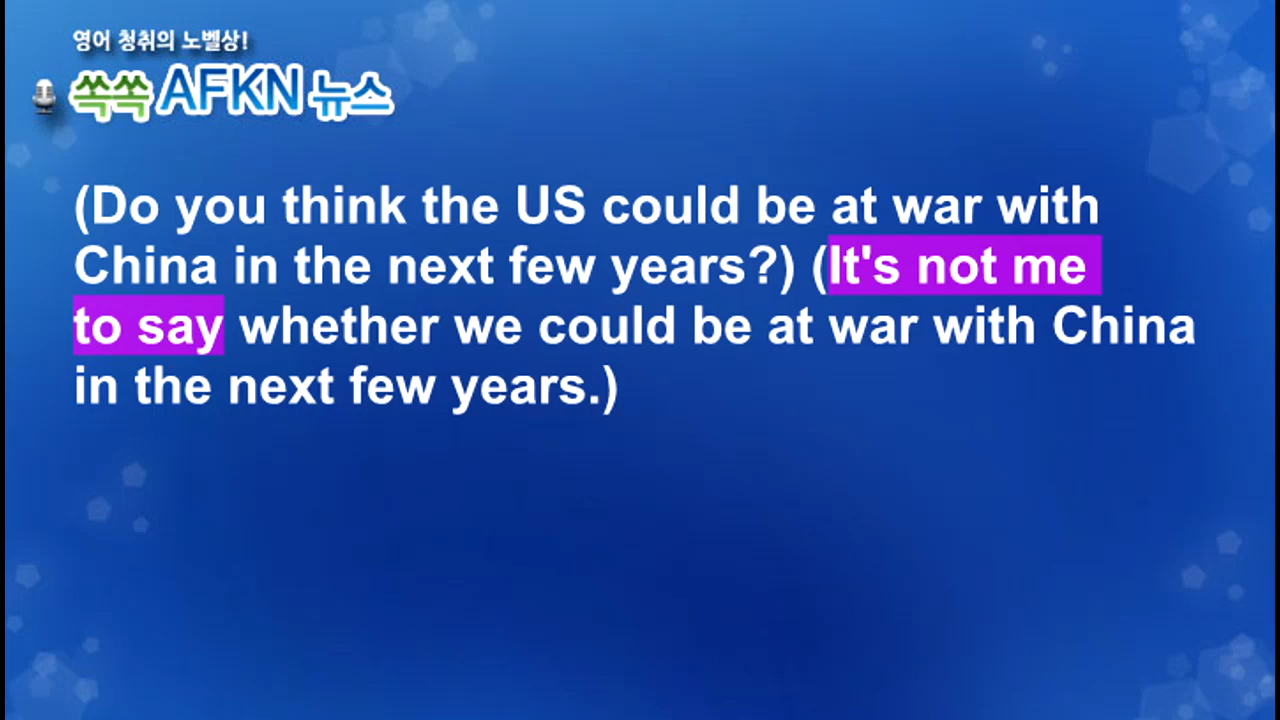 영어 청취의 노벨상!
쏙쏙 AFKN 뉴스
(Do you think the US could be at war with
China in the next few years?) (It's not me
to say whether we could be at war with China
in the next few years.)